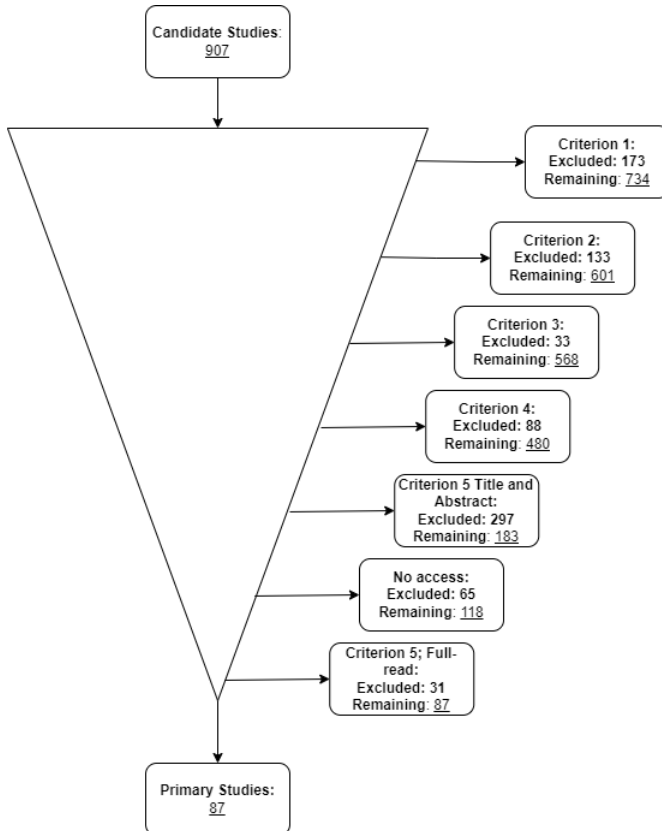 Candidate Studies:
907
Criterion 1:
Excluded: 173
Remaining: 734
Criterion 2:
Excluded: 133
Remaining: 601
Criterion 3:
Excluded: 33
Remaining: 568
Criterion 4:
Excluded: 88
Remaining: 480
Criterion 5 Title and
Abstract:
Excluded: 297
Remaining: 183
No access:
Excluded: 65
Remaining: 118
Criterion 5; Full-
read:
Excluded: 31
Remaining: 87
Primary Studies:
87